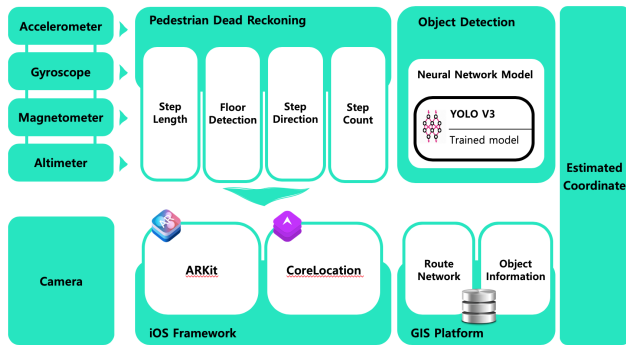 Accelerometer
Gyroscope
Magnetometer
Altimeter
Camera
Pedestrian Dead Reckoning
Step
Length
Floor
Detection
Step
Direction
Step
Count
Object Detection
Neural Network Model
YOLO V3
Trained model
ARKit
CoreLocation
iOS Framework
Route
Network
Object
Information
GIS Platform
Estimated
Coordinate